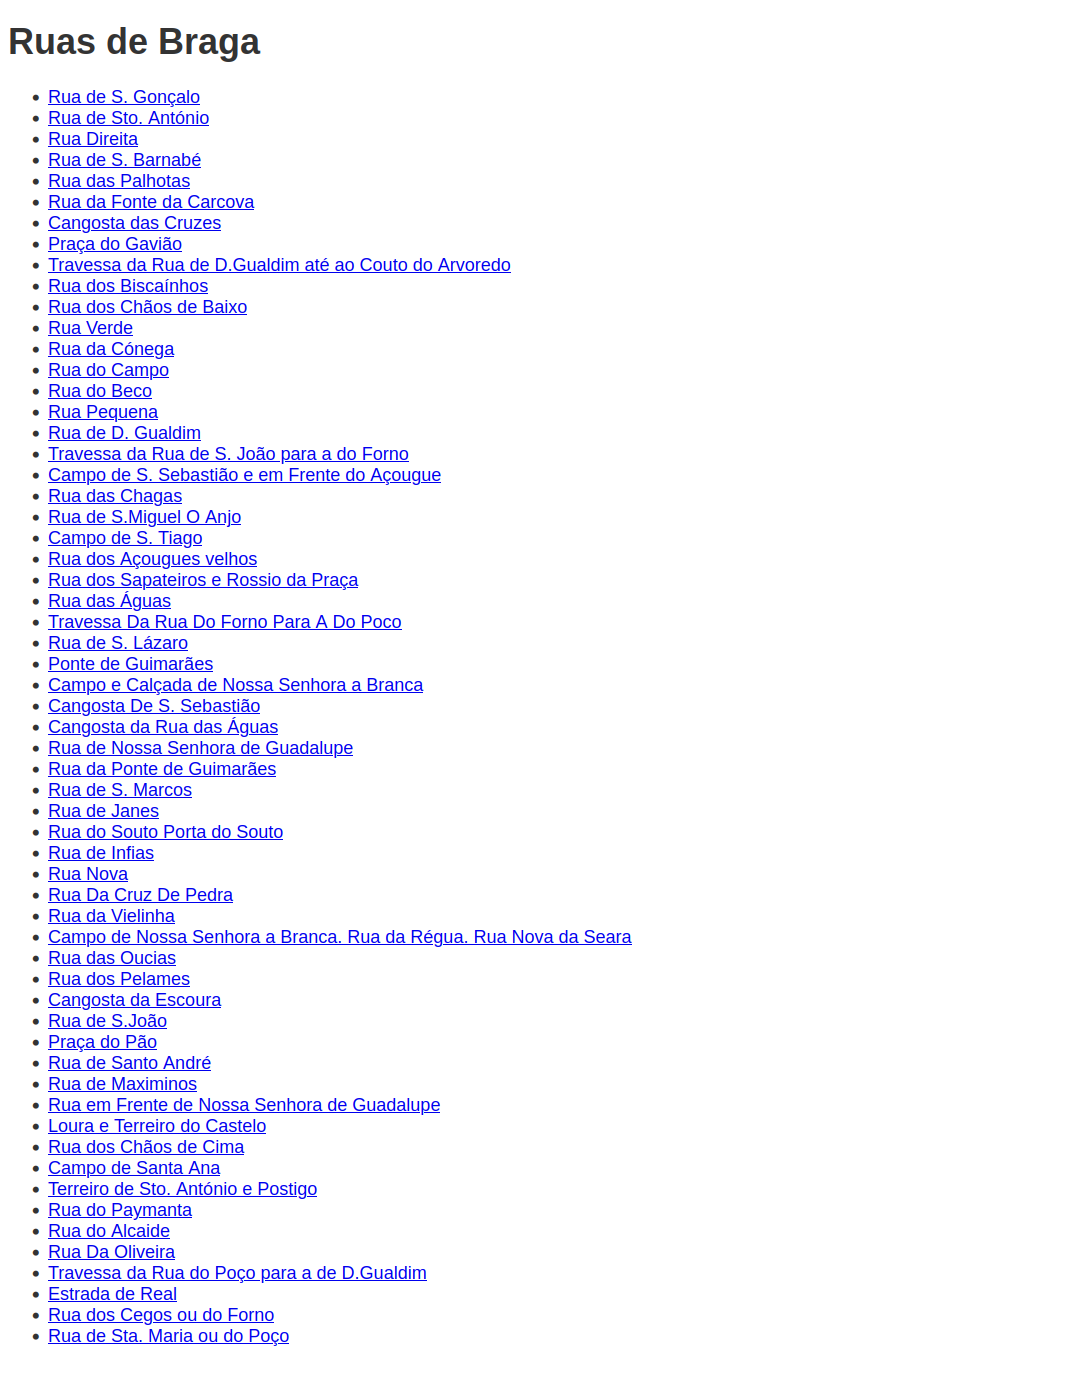 Ruas de Braga
Rua de S. Gonçalo
Rua de Sto. António
Rua Direita
Rua de S. Barnabé
Rua das Palhotas
Rua da Fonte da Carcova
Cangosta das Cruzes
Praça do Gavião
Travessa da Rua de D.Gualdim até ao Couto do Arvoredo
Rua dos Biscaínhos
Rua dos Chãos de Baixo
Rua Verde
Rua da Cónega
Rua do Campo
Rua do Beco
Rua Pequena
Rua de D. Gualdim
Travessa da Rua de S. João para a do Forno
Campo de S. Sebastião e em Frente do Açougue
Rua das Chagas
Rua de S.Miguel O Anjo
Campo de S. Tiago
Rua dos Açougues velhos
Rua dos Sapateiros e Rossio da Praça
Rua das Águas
Travessa Da Rua Do Forno Para A Do Poco
Rua de S. Lázaro
Ponte de Guimarães
Campo e Calçada de Nossa Senhora a Branca
Cangosta De S. Sebastião
Cangosta da Rua das Águas
Rua de Nossa Senhora de Guadalupe
Rua da Ponte de Guimarães
Rua de S. Marcos
Rua de Janes
Rua do Souto Porta do Souto
Rua de Infias
Rua Nova
Rua Da Cruz De Pedra
Rua da Vielinha
Campo de Nossa Senhora a Branca. Rua da Régua. Rua Nova da Seara
Rua das Oucias
Rua dos Pelames
Cangosta da Escoura
Rua de S.João
Praça do Pão
Rua de Santo André
Rua de Maximinos
Rua em Frente de Nossa Senhora de Guadalupe
Loura e Terreiro do Castelo
Rua dos Chãos de Cima
Campo de Santa Ana
Terreiro de Sto. António e Postigo
Rua do Paymanta
Rua do Alcaide
Rua Da Oliveira
Travessa da Rua do Poço para a de D.Gualdim
Estrada de Real
Rua dos Cegos ou do Forno
Rua de Sta. Maria ou do Poço